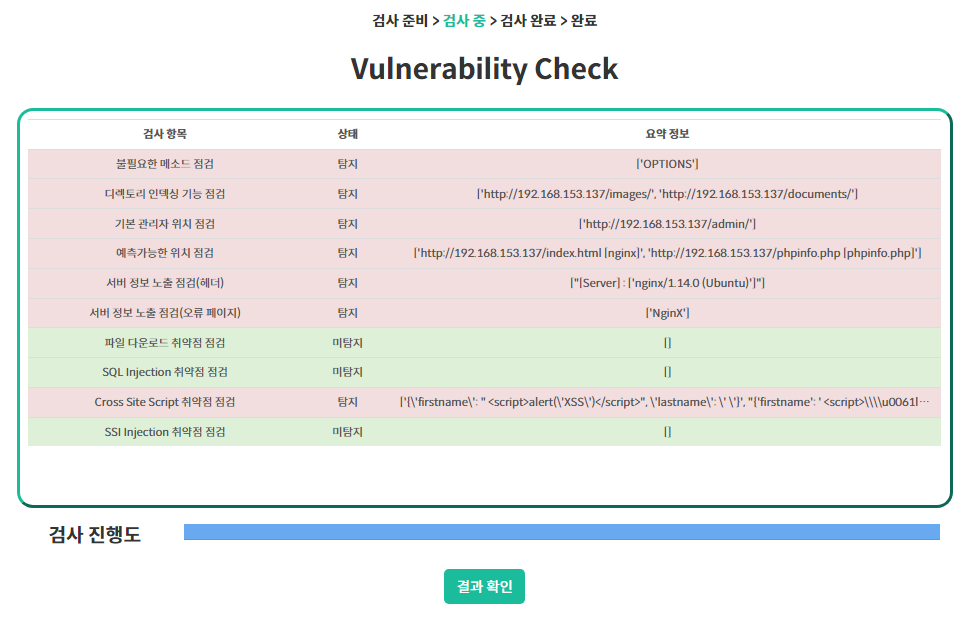 검사 준비 > 검사 중 > 검사 완료 > 완료
Vulnerability Check
검사 항목 상태 요약 정보
불필요한 메소드 점검 탐지 ['OPTIONS']
디렉토리 인덱싱 기능 점검 탐지 ['http://192.168.153.137/images/', 'http://192.168.153.137/documents/']
기본 관리자 위치 점검 탐지 ['http://192.168.153.137/admin/']
예측가능한 위치 점검 탐지 ['http://192.168.153.137/index.html [nginx]', 'http://192.168.153.137/phpinfo.php [phpinfo.php]']
서버 정보 노출 점검(헤더) 탐지 ["[Server] : ['nginx/1.14.0 (Ubuntu)']"]
서버 정보 노출 점검(오류 페이지) 탐지 ['NginX']
파일 다운로드 취약점 점검 미탐지 []
SQL Injection 취약점 점검 미탐지 []
Cross Site Script 취약점 점검 탐지 ['{\'firstname\': " <script>alert(\'XSS\')</script>", \'lastname\': \' \'}', "{'firstname': ' <script>\\\\u0061l…
SSI Injection 취약점 점검 미탐지 []
검사 진행도
결과 확인